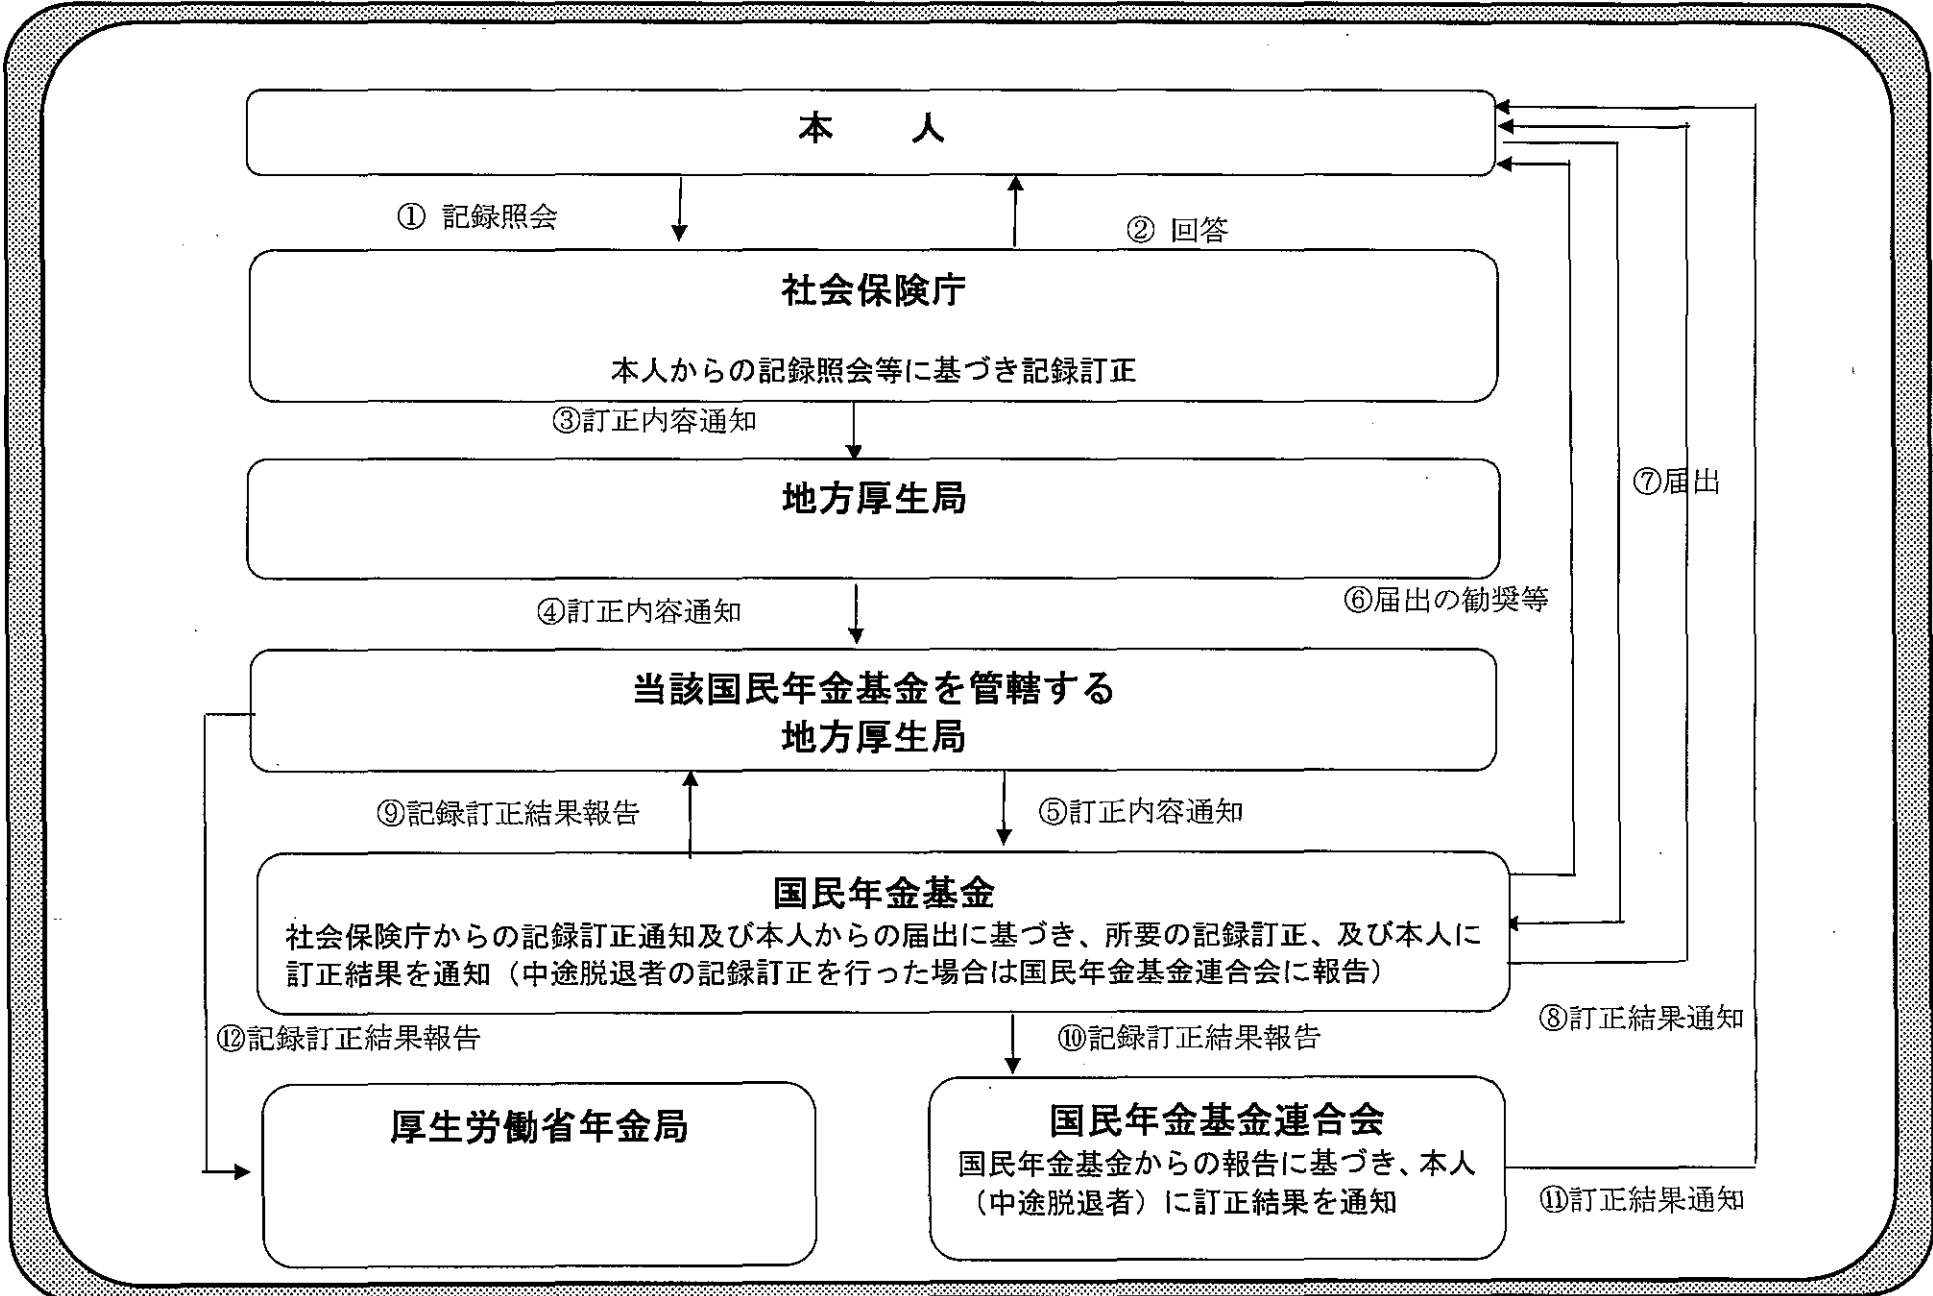 本 人
① 記録照会
② 回答
社会保険庁
本人からの記録照会等に基づき記録訂正
③訂正内容通知
地方厚生局
⑦届出
④訂正内容通知
⑥届出の勧奨等
当該国民年金基金を管轄する
地方厚生局
⑨記録訂正結果報告
⑤訂正内容通知
国民年金基金
社会保険庁からの記録訂正通知及び本人からの届出に基づき、所要の記録訂正、及び本人に
訂正結果を通知（中途脱退者の記録訂正を行った場合は国民年金基金連合会に報告）
⑧訂正結果通知
⑫記録訂正結果報告
⑩記録訂正結果報告
厚生労働省年金局
国民年金基金連合会
国民年金基金からの報告に基づき、本人
（中途脱退者）に訂正結果を通知
⑪訂正結果通知